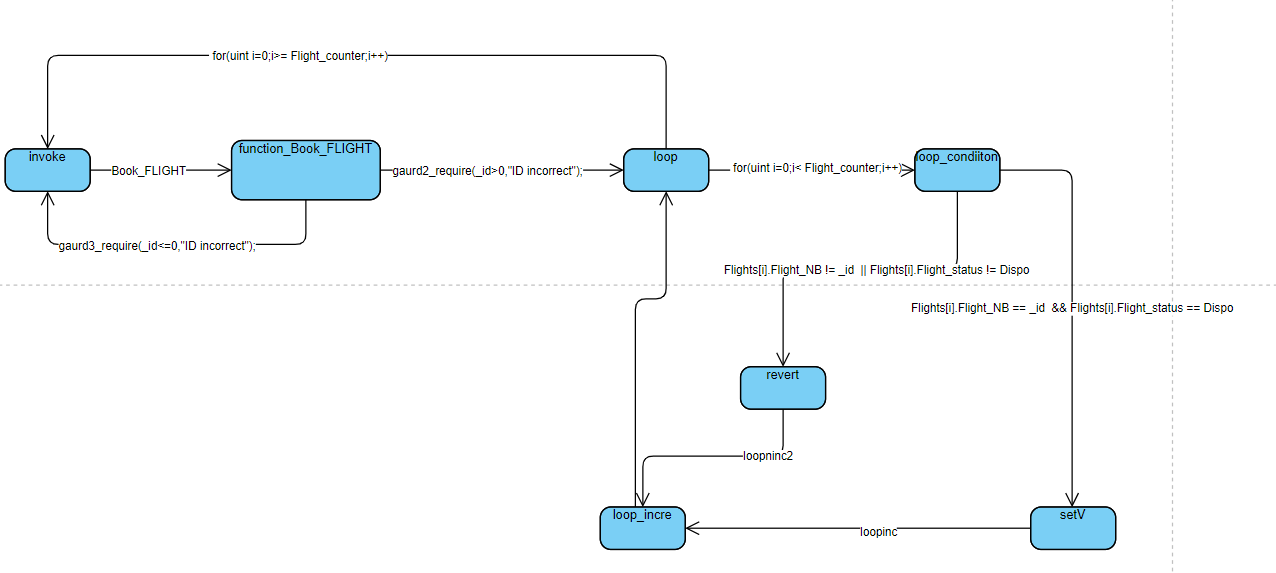 for(uint i=0;i>= Flight_counter;i++)
invoke
Book_FLIGHT
function_Book_FLIGHT
gaurd2_require(_id>0,"ID incorrect");
loop
for(uint i=0;i< Flight_counter;i++)
loop_condiiton
gaurd3_require(_id<=0,"ID incorrect");
Flights[i].Flight_NB != _id || Flights[i].Flight_status != Dispo
Flights[i].Flight_NB == _id && Flights[i].Flight_status == Dispo
revert
loopninc2
loop_incre
loopinc
setV